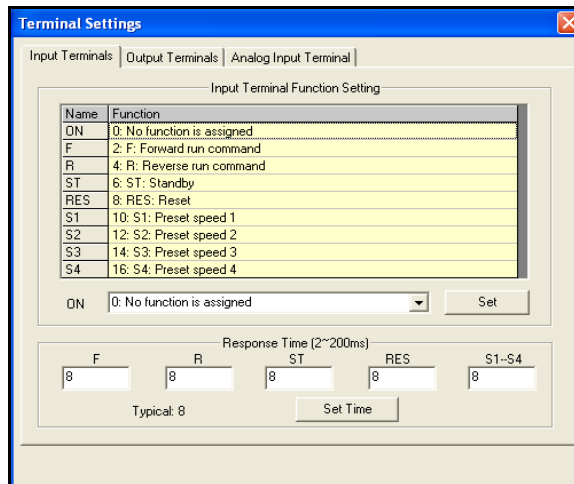 Terminal Settings
Input Terminals Output Terminals Analog Input Terminal
Input Terminal Function Setting
Name Function
ON 0: No function is assigned
F 2: F: Forward run command
R 4: R: Reverse run command
ST 6: ST: Standby
RES 8: RES: Reset
S1 10: S1: Preset speed 1
S2 12: S2: Preset speed 2
S3 14: S3: Preset speed 3
S4 16: S4: Preset speed 4
ON 0: No function is assigned Set
Response Time (2~200ms)
F R ST RES S1--S4
8 8 8 8 8
Typical: 8 Set Time